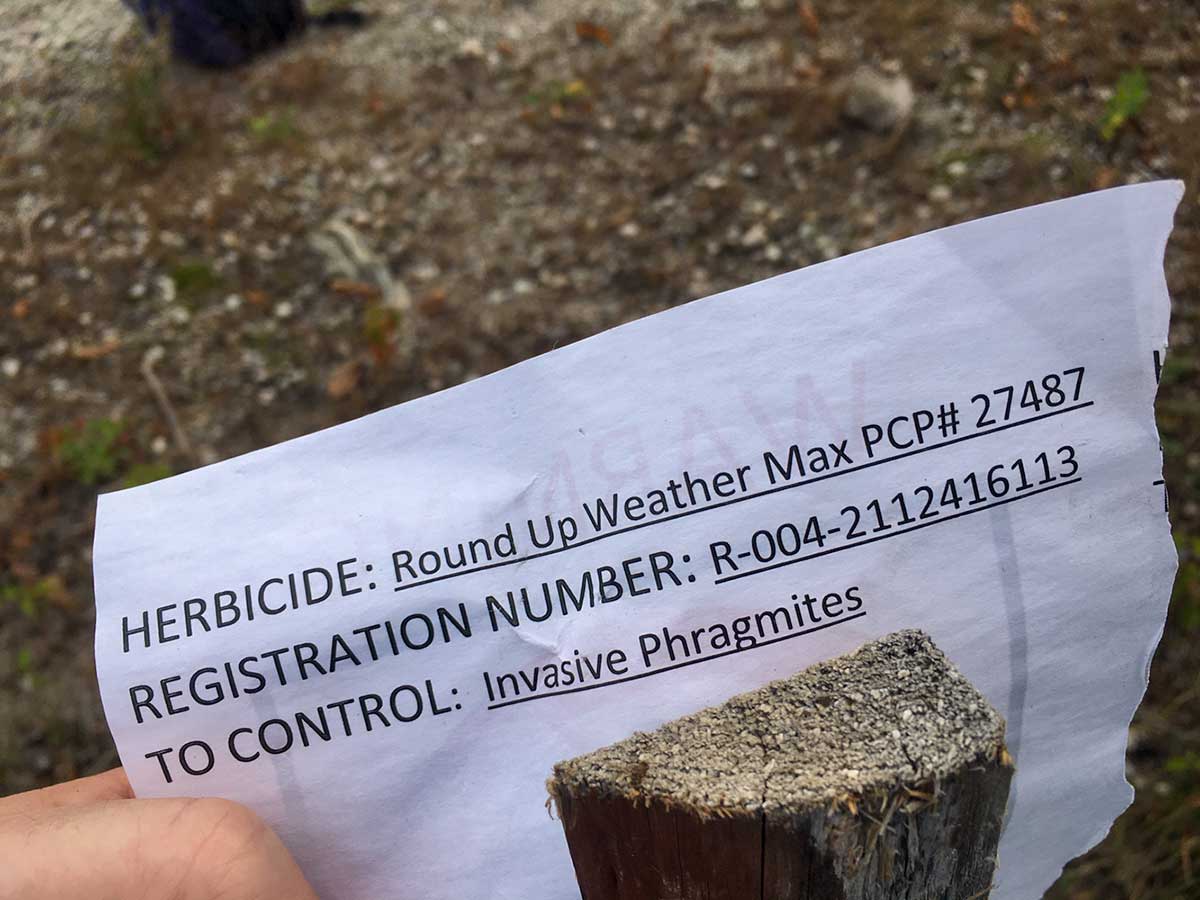 HERBICIDE: Round Up Weather Max PCP# 27487
REGISTRATION NUMBER: R-004-2112416113
TO CONTROL: Invasive Phragmites